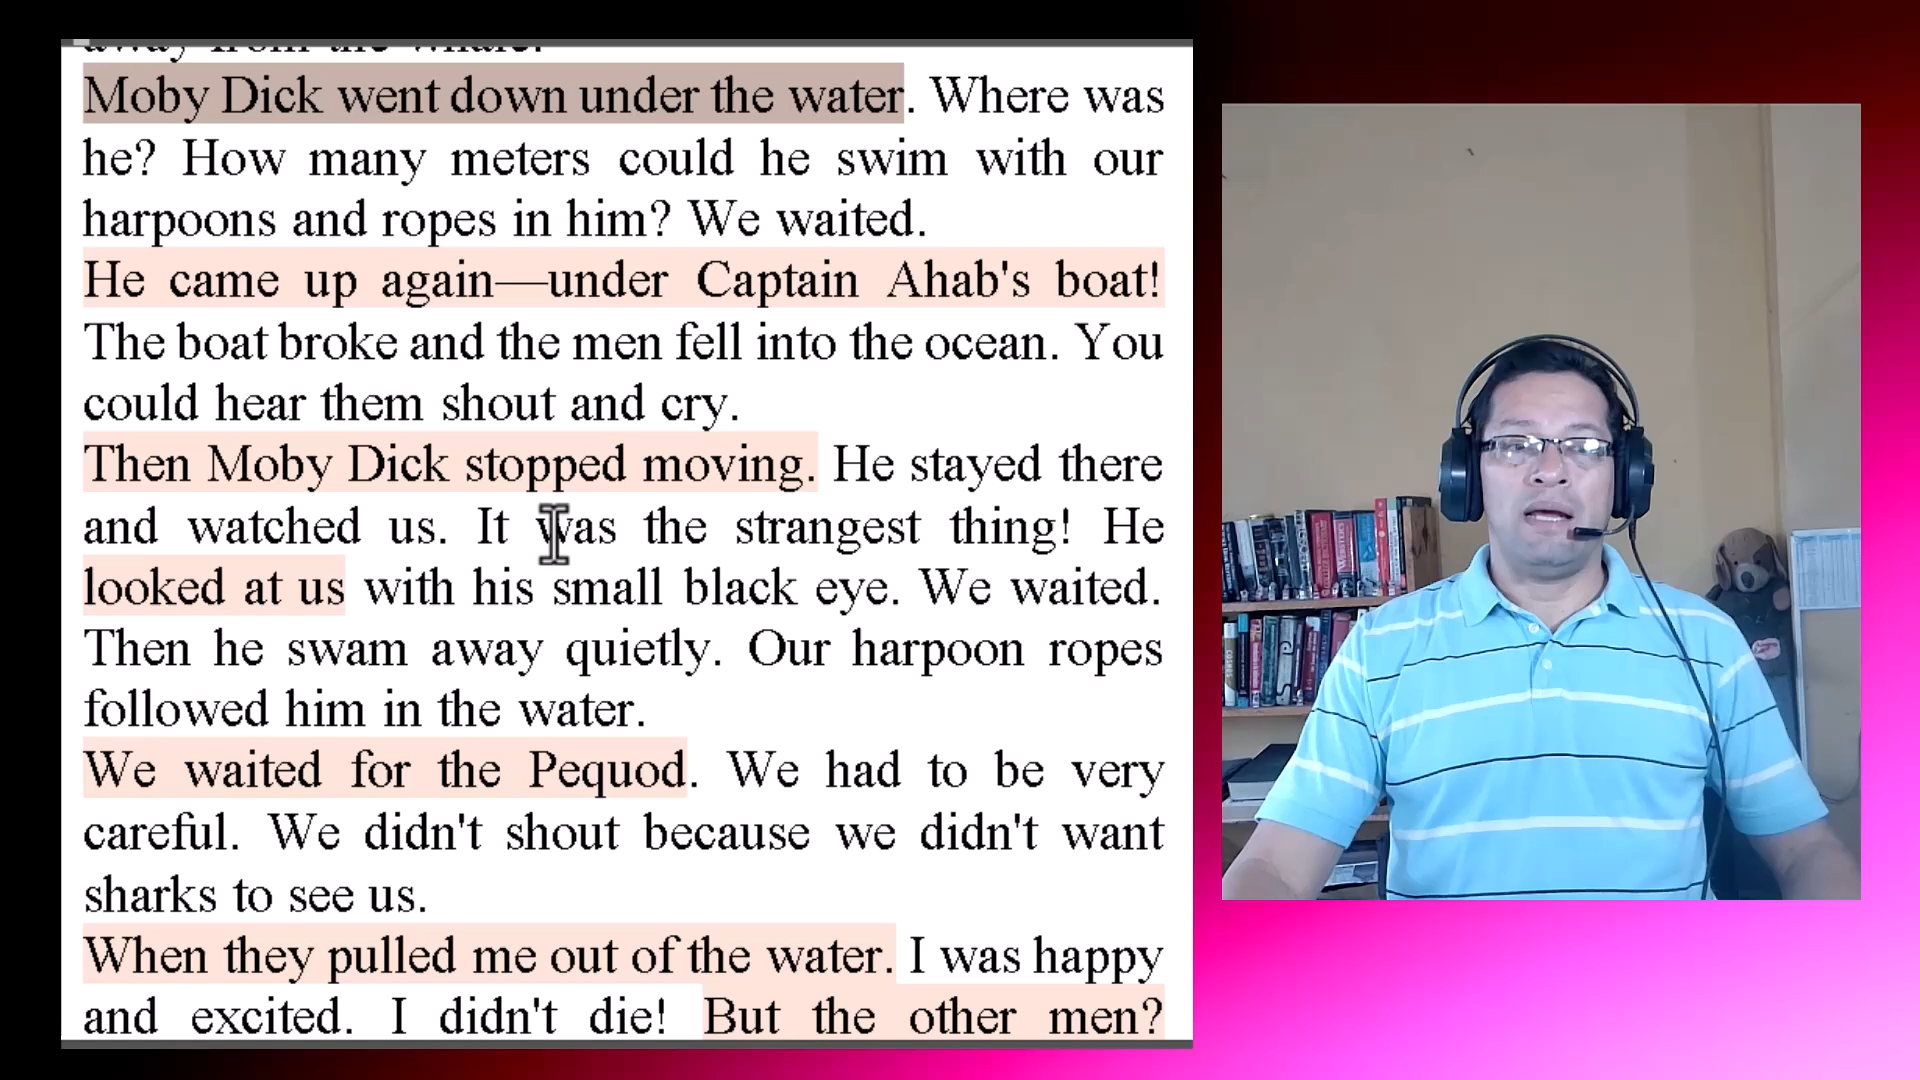 away from the whale.
Moby Dick went down under the water. Where was
he? How many meters could he swim with our
harpoons and ropes in him? We waited.
He came up again—under Captain Ahab's boat!
The boat broke and the men fell into the ocean. You
could hear them shout and cry.
Then Moby Dick stopped moving. He stayed there
and watched us. It was the strangest thing! He
looked at us with his small black eye. We waited.
Then he swam away quietly. Our harpoon ropes
followed him in the water.
We waited for the Pequod. We had to be very
careful. We didn't shout because we didn't want
sharks to see us.
When they pulled me out of the water. I was happy
and excited. I didn't die! But the other men?